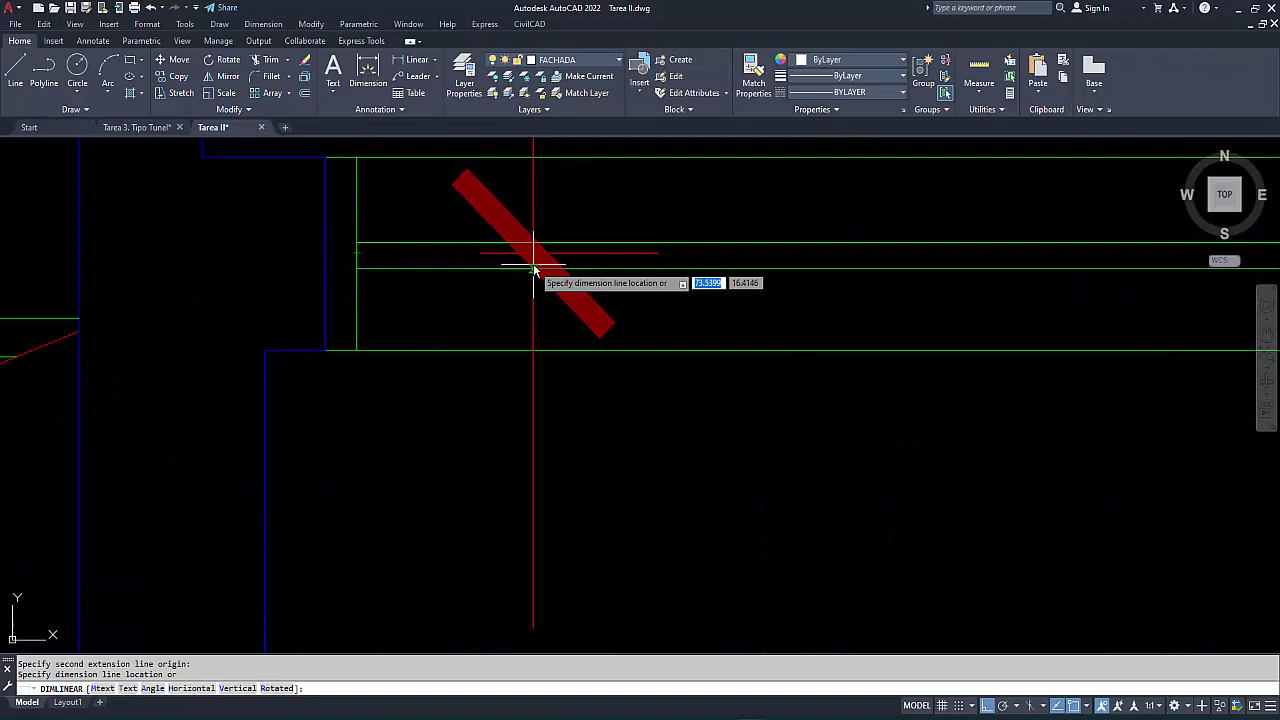 Autodesk AutoCAD 2022 Tarea II.dwg
Share
Type a keyword or phrase
Sign In
File Edit View Insert Format Tools Draw Dimension Modify Parametric Window Help Express CivilCAD
Home Insert Annotate Parametric View Manage Output Collaborate Express Tools
Line Polyline Circle Arc
Move Rotate Trim
Copy Mirror Fillet
Stretch Scale Array
Text Dimension
Linear
Leader
Table
Layer Properties
FACHADA
Make Current
Match Layer
Insert
Create
Edit
Edit Attributes
Match Properties
ByLayer
ByLayer
BYLAYER
Group
Measure
Paste
Base
Draw Modify Annotation Layers Block Properties Groups Utilities Clipboard View
Start Tarea 3. Tipo Tunel* Tarea II*
N
W TOP E
S
WCS
Specify dimension line location or 73.5399 16.4146
Y
X
Specify second extension line origin:
Specify dimension line location or
DIMLINEAR [Mtext Text Angle Horizontal Vertical Rotated]:
Model Layout1
MODEL 1:1